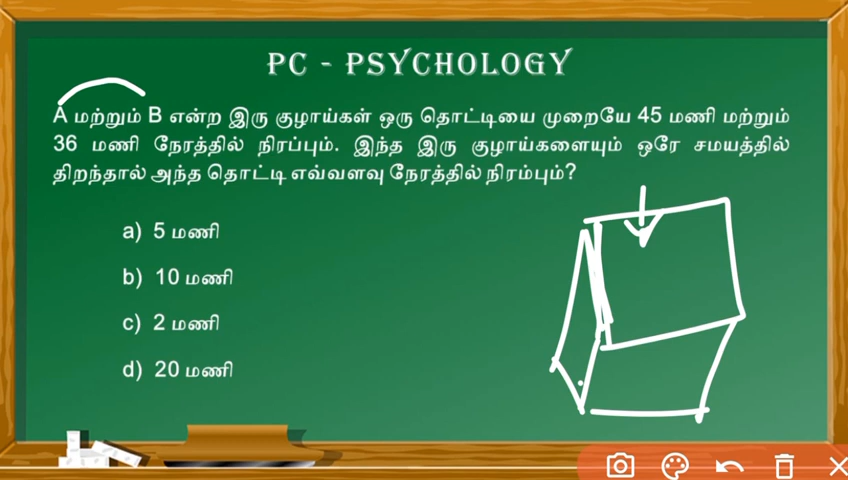 PC - PSYCHOLOGY
A மற்றும் B என்ற இரு குழாய்கள் ஒரு தொட்டியை முறையே 45 மணி மற்றும்
36 மணி நேரத்தில் நிரப்பும். இந்த இரு குழாய்களையும் ஒரே சமயத்தில்
திறந்தால் அந்த தொட்டி எவ்வளவு நேரத்தில் நிரம்பும்?
a) 5 மணி
b) 10 மணி
c) 2 மணி
d) 20 மணி